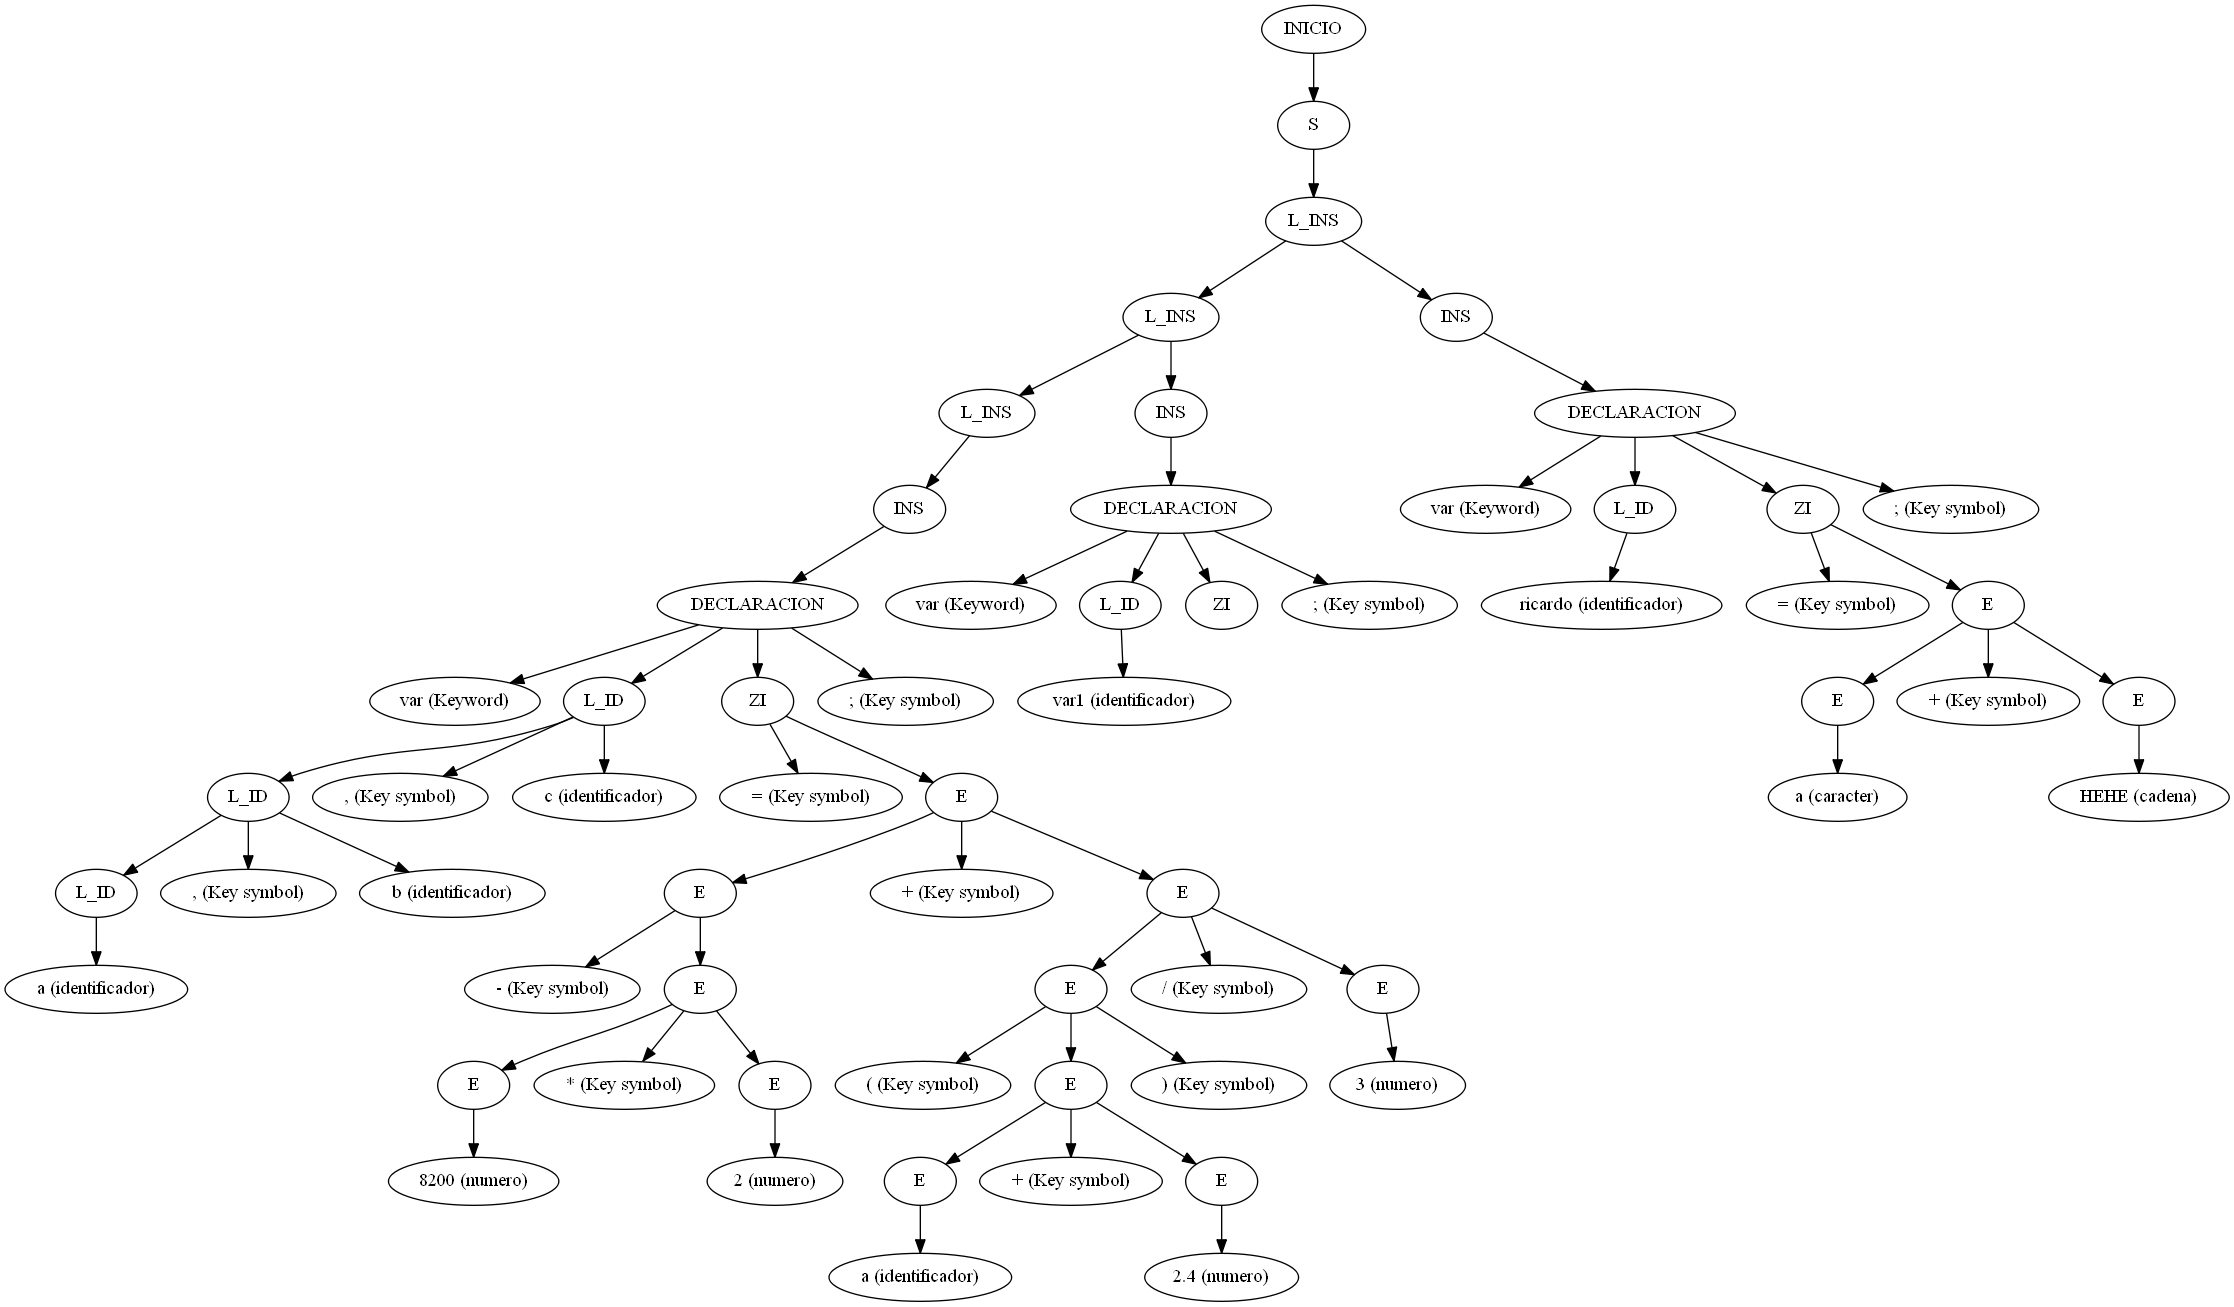 INICIO
S
L_INS
L_INS
INS
L_INS
INS
DECLARACION
INS
DECLARACION
var (Keyword)
L_ID
ZI
; (Key symbol)
DECLARACION
var (Keyword)
L_ID
ZI
; (Key symbol)
ricardo (identificador)
= (Key symbol)
E
var (Keyword)
L_ID
ZI
; (Key symbol)
var1 (identificador)
E
+ (Key symbol)
E
L_ID
, (Key symbol)
c (identificador)
= (Key symbol)
E
a (caracter)
HEHE (cadena)
L_ID
, (Key symbol)
b (identificador)
E
+ (Key symbol)
E
a (identificador)
- (Key symbol)
E
E
/ (Key symbol)
E
E
* (Key symbol)
E
( (Key symbol)
E
) (Key symbol)
3 (numero)
8200 (numero)
2 (numero)
E
+ (Key symbol)
E
a (identificador)
2.4 (numero)